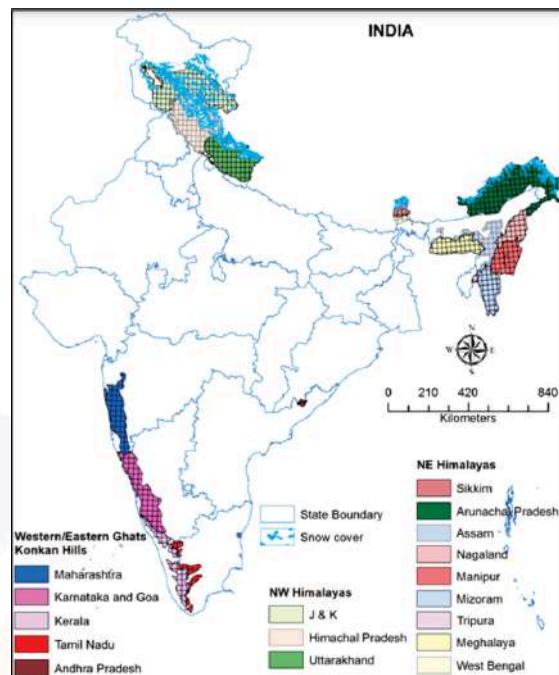 INDIA
N
W E
S
0 210 420 840
Kilometers
Western/Eastern Ghats
Konkan Hills
Maharashtra
Karnataka and Goa
Kerala
Tamil Nadu
Andhra Pradesh
State Boundary
Snow cover
NW Himalayas
J & K
Himachal Pradesh
Uttarakhand
NE Himalayas
Sikkim
Arunachal Pradesh
Assam
Nagaland
Manipur
Mizoram
Tripura
Meghalaya
West Bengal